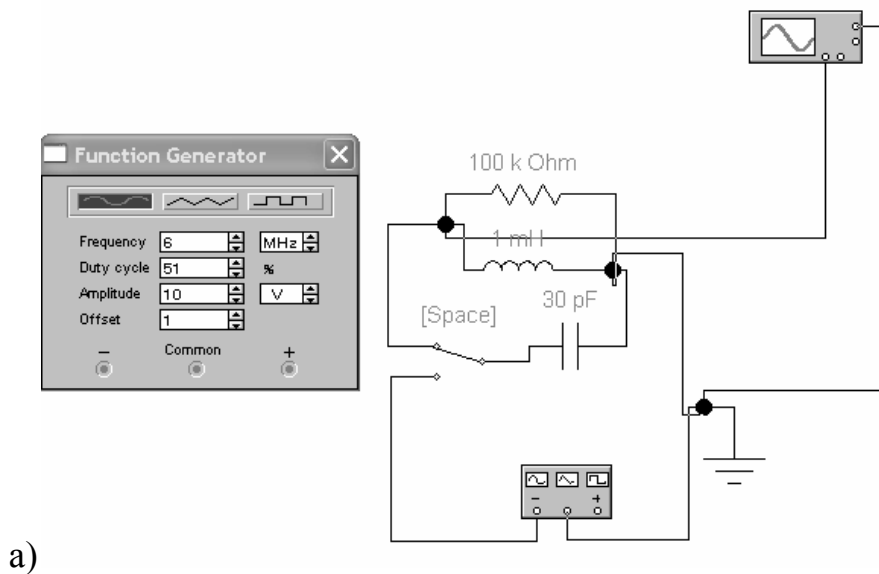 Function Generator
Frequency 6 MHz
Duty cycle 51 %
Amplitude 10 V
Offset 1
− Common +
100 k Ohm
1 mH
30 pF
[Space]
− +
a)